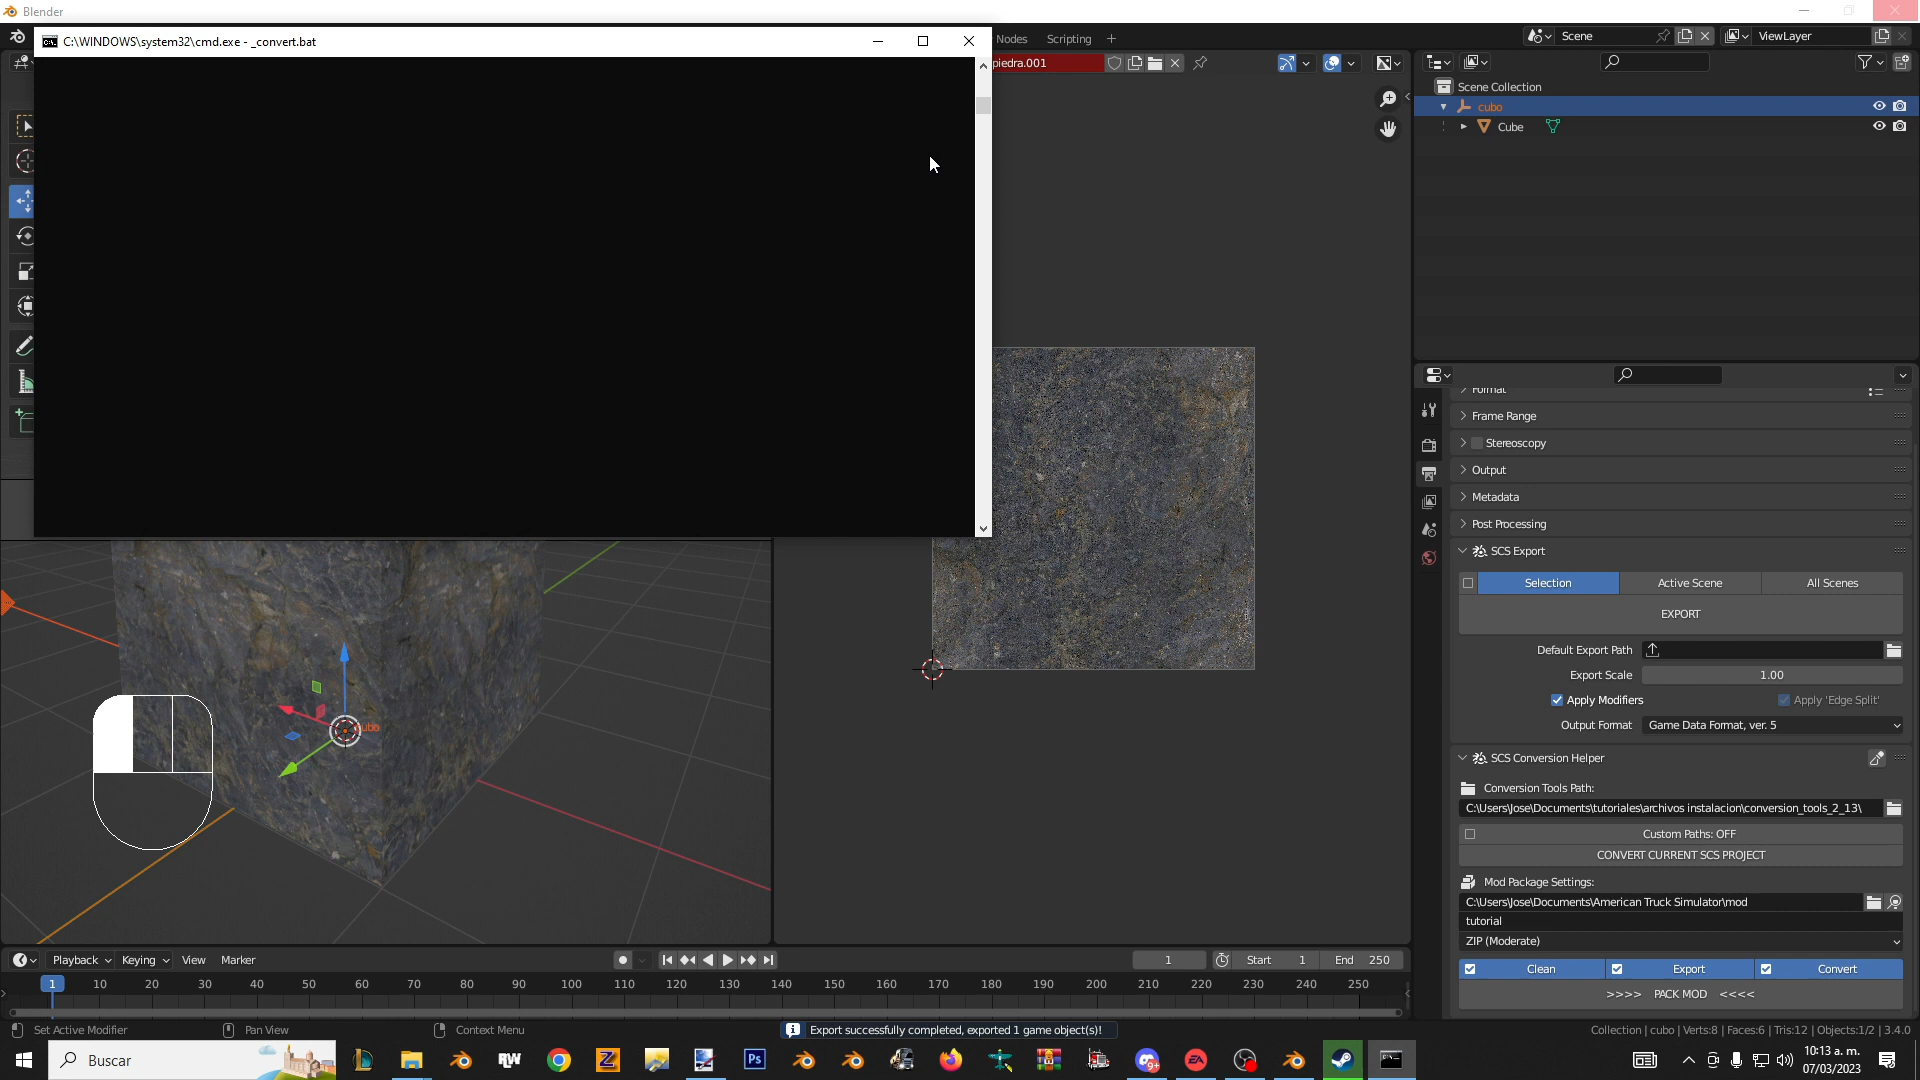 Blender
C:\WINDOWS\system32\cmd.exe - _convert.bat
Nodes
Scripting
Scene
ViewLayer
piedra.001
Scene Collection
cubo
Cube
Format
Frame Range
Stereoscopy
Output
Metadata
Post Processing
SCS Export
Selection
Active Scene
All Scenes
EXPORT
Default Export Path
Export Scale
1.00
Apply Modifiers
Apply 'Edge Split'
Output Format
Game Data Format, ver. 5
SCS Conversion Helper
Conversion Tools Path:
C:\Users\Jose\Documents\tutoriales\archivos instalacion\conversion_tools_2_13\
Custom Paths: OFF
CONVERT CURRENT SCS PROJECT
Mod Package Settings:
C:\Users\Jose\Documents\American Truck Simulator\mod
tutorial
ZIP (Moderate)
Clean
Export
Convert
>>>> PACK MOD <<<<
cubo
Playback
Keying
View
Marker
1
Start 1
End 250
1 10 20 30 40 50 60 70 80 90 100 110 120 130 140 150 160 170 180 190 200 210 220 230 240 250
Set Active Modifier
Pan View
Context Menu
Export successfully completed, exported 1 game object(s)!
Collection | cubo | Verts:8 | Faces:6 | Tris:12 | Objects:1/2 | 3.4.0
Buscar
RW
Z
Ps
9+
EA
10:13 a. m.
07/03/2023